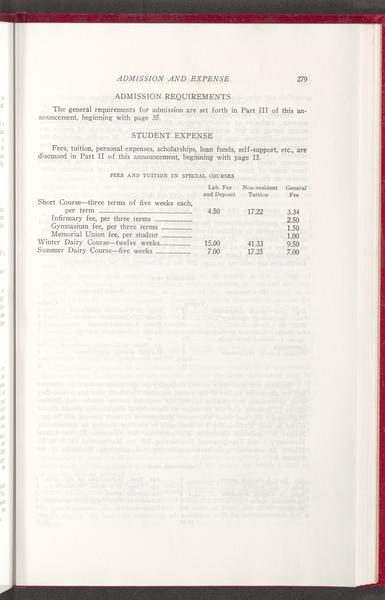 ADMISSION AND EXPENSE 279
ADMISSION REQUIREMENTS
The general requirements for admission are set forth in Part III of this an-
nouncement, beginning with page 35.
STUDENT EXPENSE
Fees, tuition, personal expenses, scholarships, loan funds, self-support, etc., are
discussed in Part II of this announcement, beginning with page 15.
FEES AND TUITION IN SPECIAL COURSES
Lab. Fee Non-resident General
and Deposit Tuition Fee
Short Course—three terms of five weeks each,
per term 4.50 17.22 3.34
Infirmary fee, per three terms 2.50
Gymnasium fee, per three terms 1.50
Memorial Union fee, per student 1.00
Winter Dairy Course—twelve weeks 15.00 41.33 9.50
Summer Dairy Course—five weeks 7.00 17.25 7.00